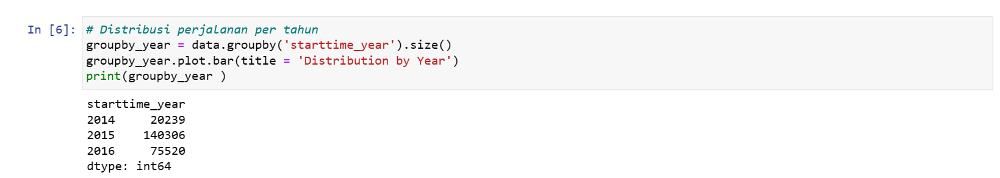 In [6]: # Distribusi perjalanan per tahun
groupby_year = data.groupby('starttime_year').size()
groupby_year.plot.bar(title = 'Distribution by Year')
print(groupby_year )
starttime_year
2014     20239
2015    140306
2016     75520
dtype: int64